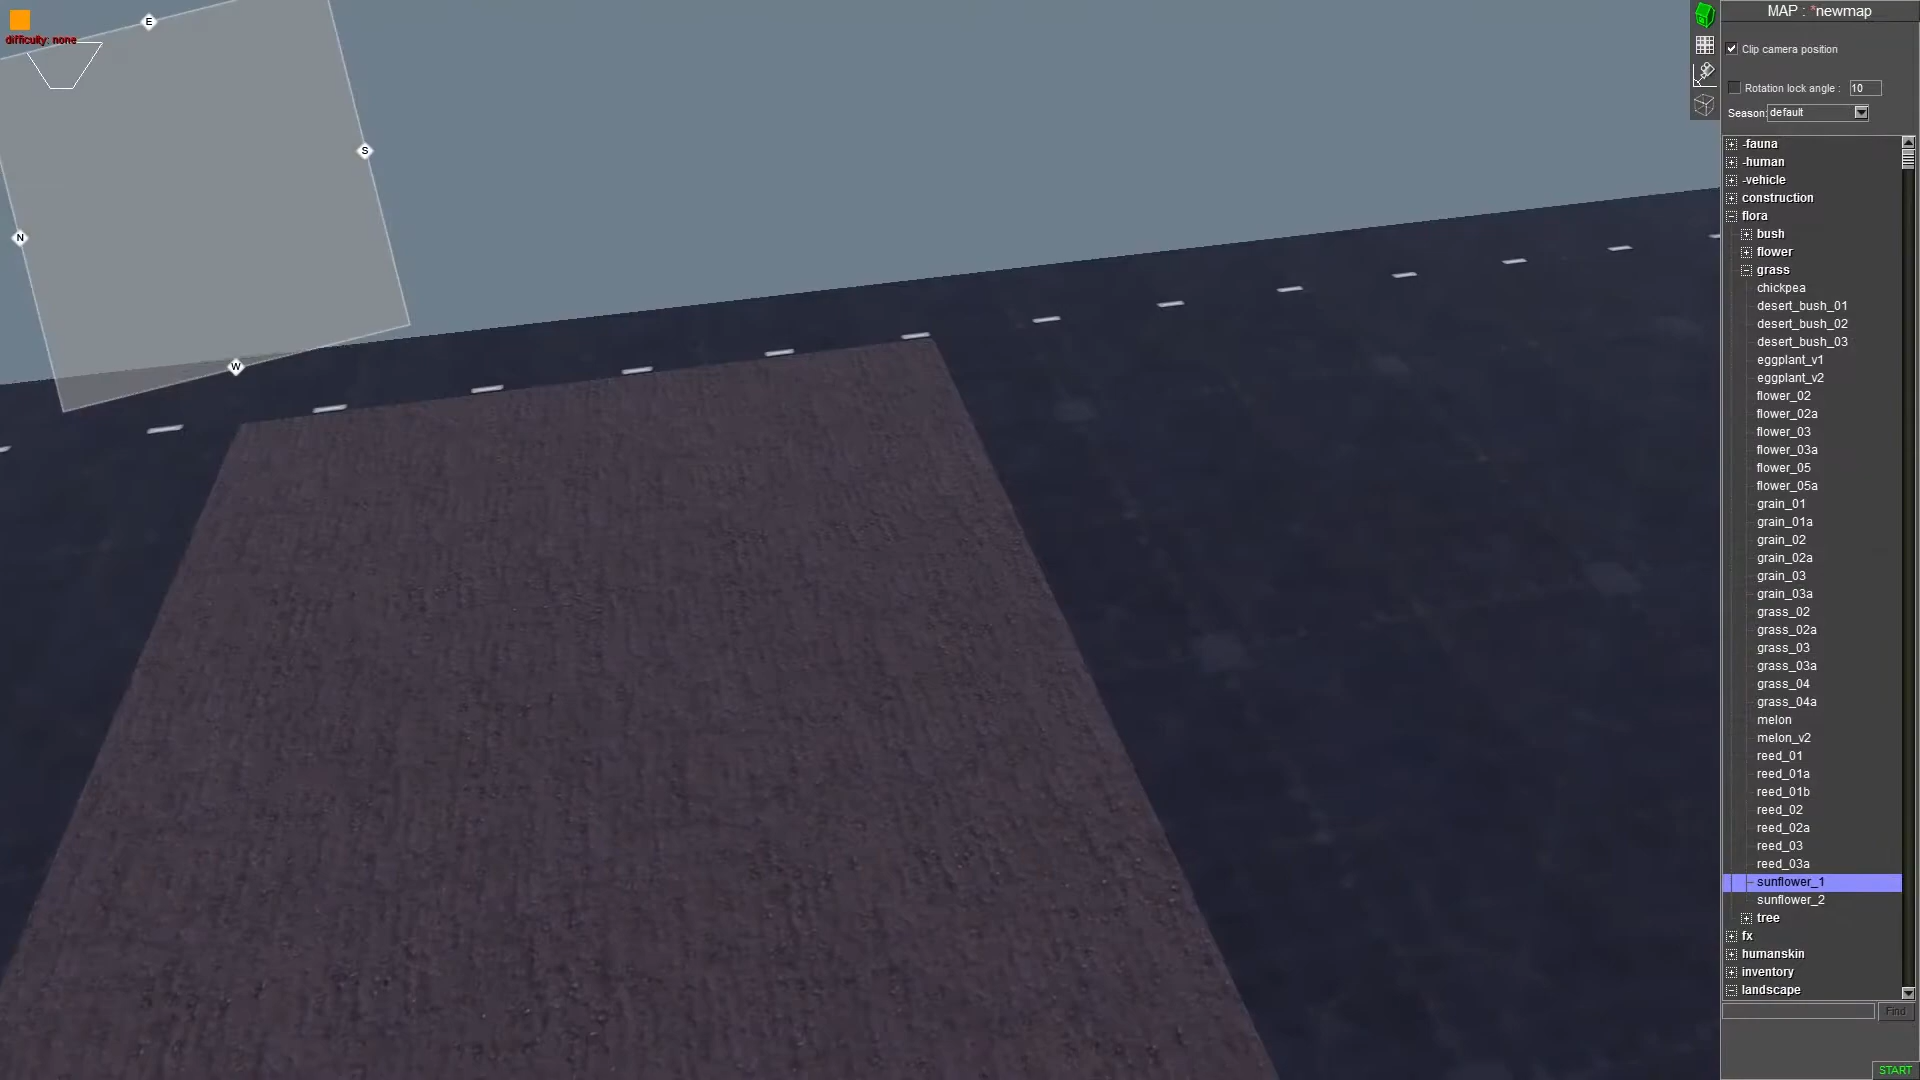 E
difficulty: none
S
N
W
MAP : *newmap
Clip camera position
Rotation lock angle : 10
Season: default
-fauna
-human
-vehicle
construction
flora
bush
flower
grass
chickpea
desert_bush_01
desert_bush_02
desert_bush_03
eggplant_v1
eggplant_v2
flower_02
flower_02a
flower_03
flower_03a
flower_05
flower_05a
grain_01
grain_01a
grain_02
grain_02a
grain_03
grain_03a
grass_02
grass_02a
grass_03
grass_03a
grass_04
grass_04a
melon
melon_v2
reed_01
reed_01a
reed_01b
reed_02
reed_02a
reed_03
reed_03a
sunflower_1
sunflower_2
tree
fx
humanskin
inventory
landscape
Find
START